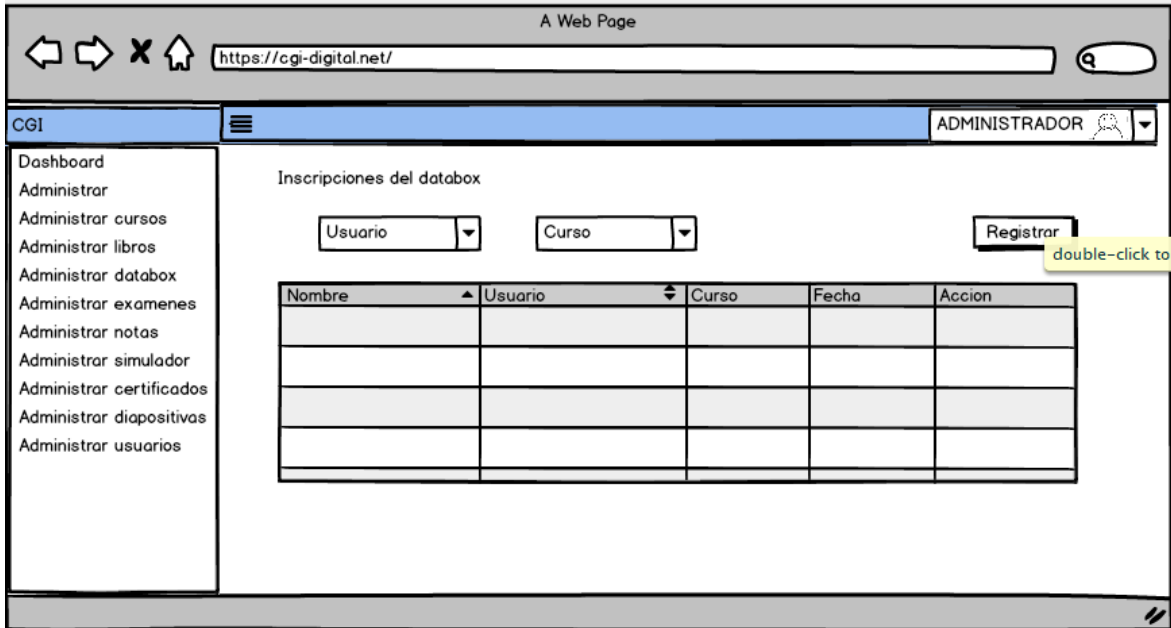 A Web Page
https://cgi-digital.net/
CGI
ADMINISTRADOR
Dashboard
Administrar
Administrar cursos
Administrar libros
Administrar databox
Administrar examenes
Administrar notas
Administrar simulador
Administrar certificados
Administrar diapositivas
Administrar usuarios
Inscripciones del databox
Usuario Curso Registrar
double-click to
Nombre Usuario Curso Fecha Accion